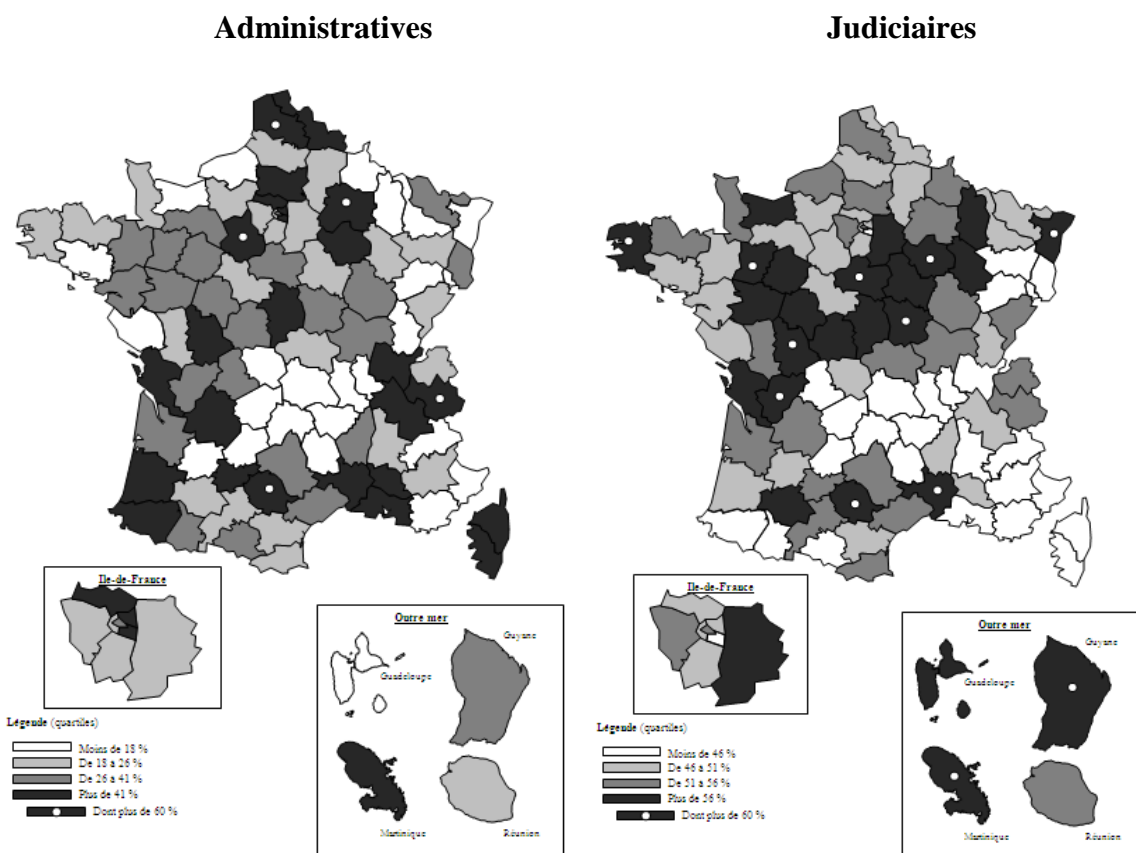 Administratives
Judiciaires
Ile-de-France
Outre mer
Guyane
Guadeloupe
Martinique
Réunion
Légende (quartiles)
Moins de 18 %
De 18 a 26 %
De 26 à 41 %
Plus de 41 %
Dont plus de 60 %
Ile-de-France
Outre mer
Guyane
Guadeloupe
Martinique
Réunion
Légende (quartiles)
Moins de 46 %
De 46 à 51 %
De 51 à 56 %
Plus de 56 %
Dont plus de 60 %